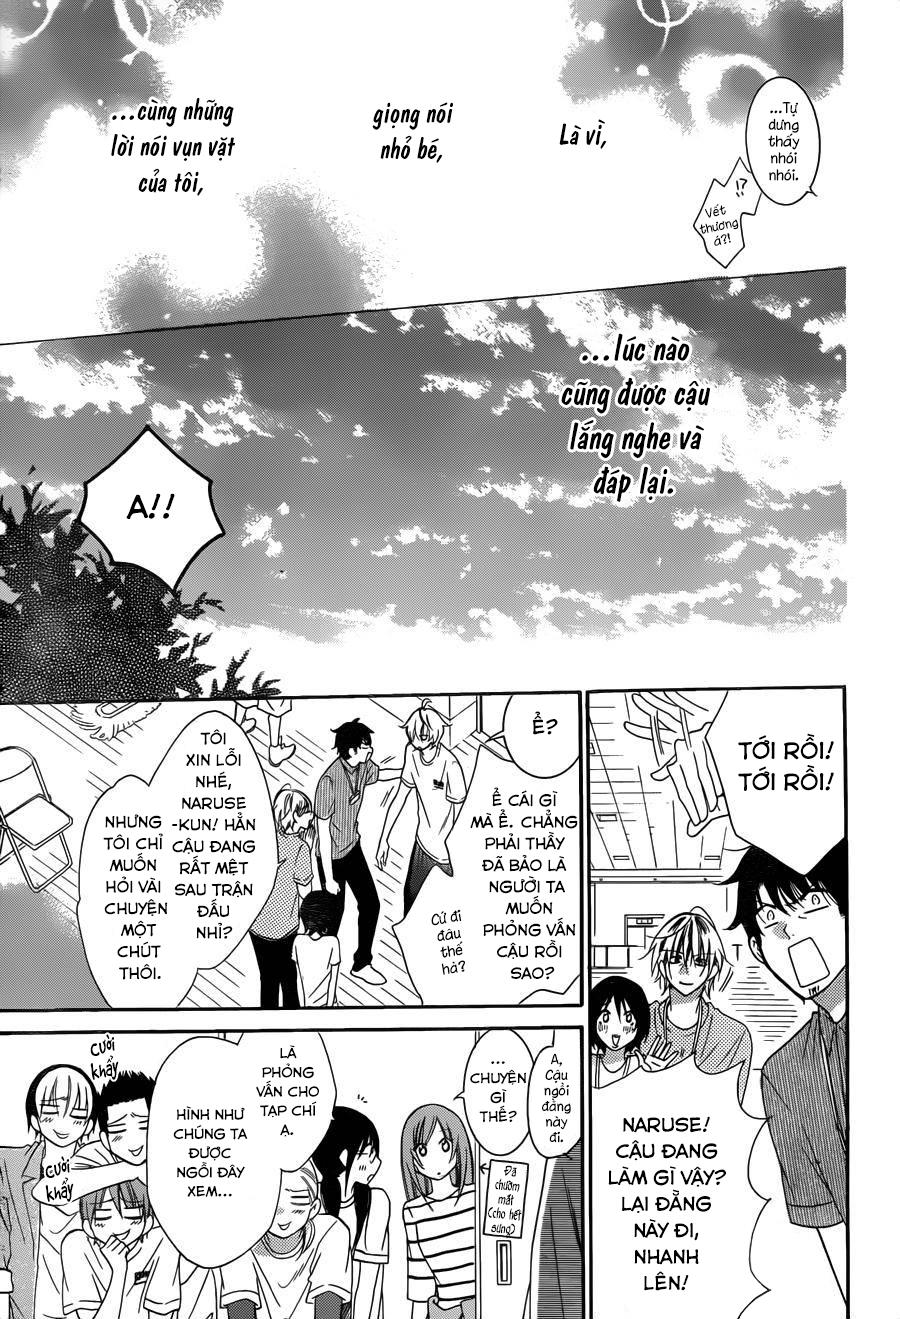 ...Tự
dưng
thấy
nhói
nhói.
!?
Vết
thương
á?!
Là vì,
giọng nói
nhỏ bé,
...cùng những
lời nói vụn vặt
của tôi,
...lúc nào
cũng được cậu
lắng nghe và
đáp lại.
A!!
TỚI RỒI!
TỚI RỒI!
NARUSE!
CẬU ĐANG
LÀM GÌ VẬY?
LẠI ĐẰNG
NÀY ĐI,
NHANH
LÊN!
Ể?
Ể CÁI GÌ
MÀ Ể. CHẲNG
PHẢI THẦY
ĐÃ BẢO LÀ
NGƯỜI TA
MUỐN
PHỎNG VẤN
CẬU RỒI
SAO?
Cứ đi
đâu thế
hả?
TÔI
XIN LỖI
NHÉ,
NARUSE
-KUN! HẲN
CẬU ĐANG
RẤT MỆT
SAU TRẬN
ĐẤU
NHỈ?
NHƯNG
TÔI CHỈ
MUỐN
HỎI VÀI
CHUYỆN
MỘT
CHÚT
THÔI.
A,
Cậu
ngồi
đằng
này đi.
...
CHUYỆN
GÌ
THẾ?
Đã
chườm
mắt
(cho hết
sưng)
LÀ
PHỎNG
VẤN CHO
TẠP CHÍ
Ạ.
HÌNH NHƯ
CHÚNG TA
ĐƯỢC
NGỒI ĐÂY
XEM...
Cười
khẩy
Cười
khẩy